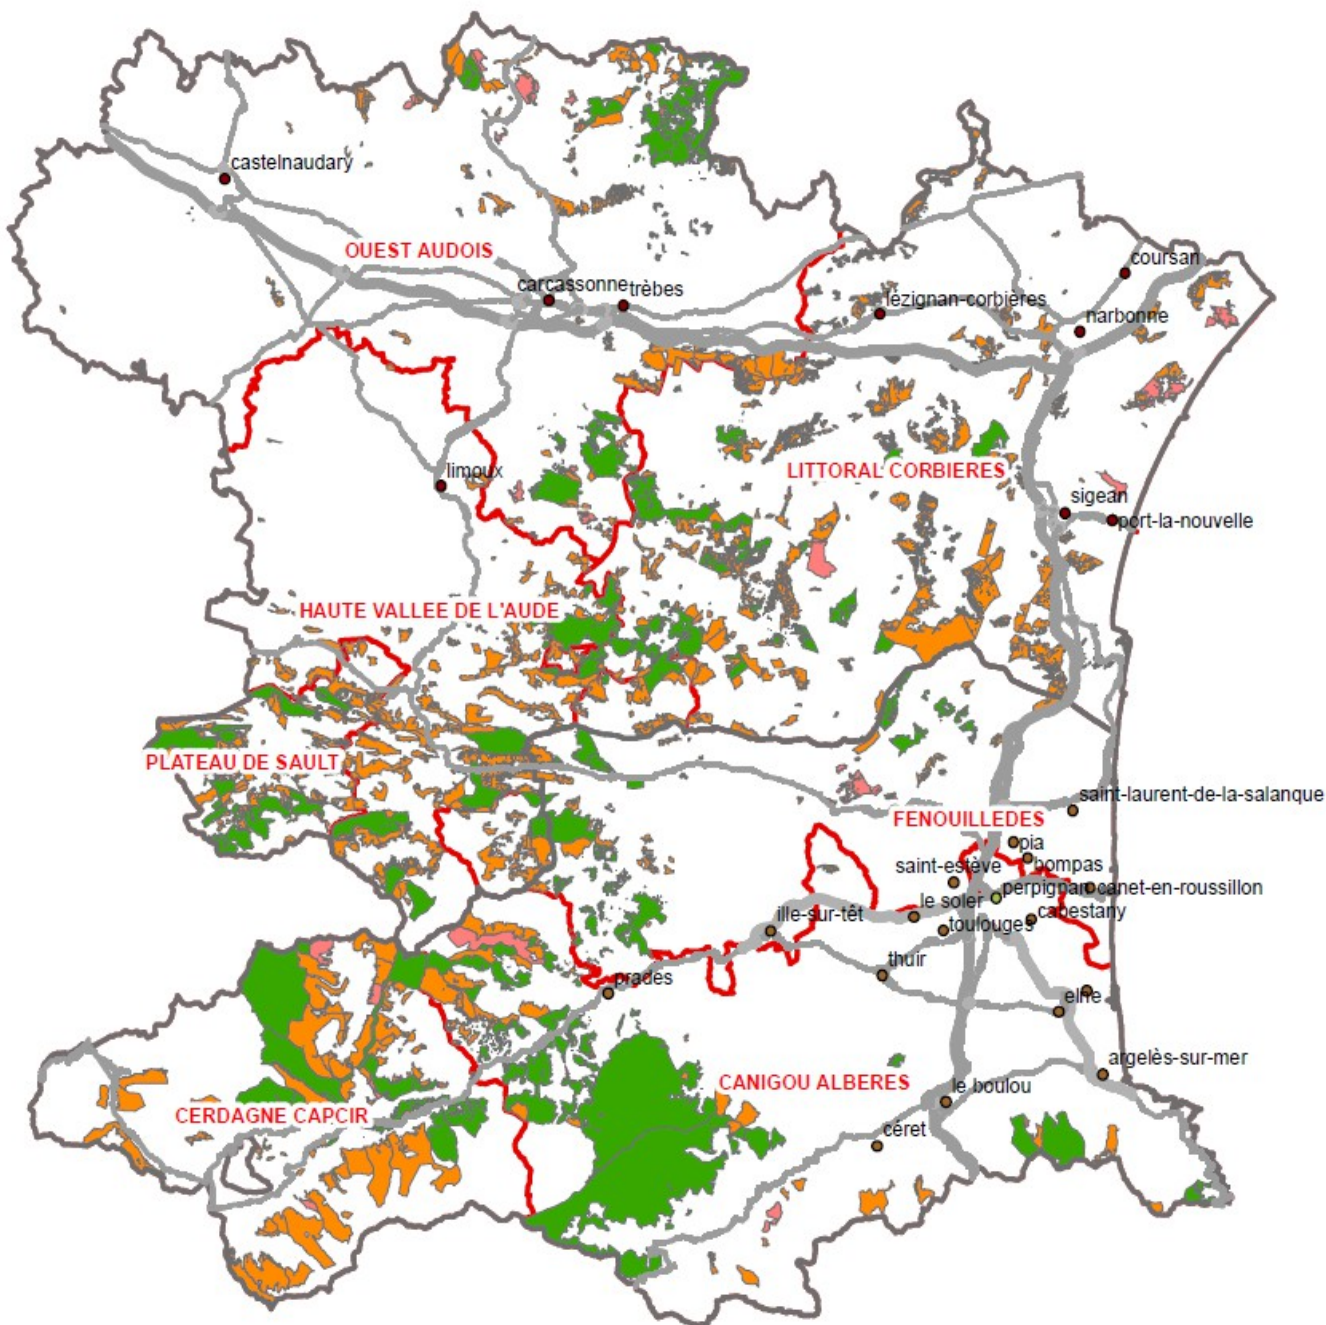 castelnaudary
OUEST AUDOIS
coursan
carcassonne
trèbes
lézignan-corbières
narbonne
limoux
LITTORAL CORBIERES
sigean
port-la-nouvelle
HAUTE VALLEE DE L'AUDE
PLATEAU DE SAULT
saint-laurent-de-la-salanque
FENOUILLEDES
pia
bompas
saint-estève
perpignan
canet-en-roussillon
le soler
cabestany
ille-sur-têt
toulouges
thuir
prades
elne
argelès-sur-mer
CANIGOU ALBERES
le boulou
CERDAGNE CAPCIR
céret